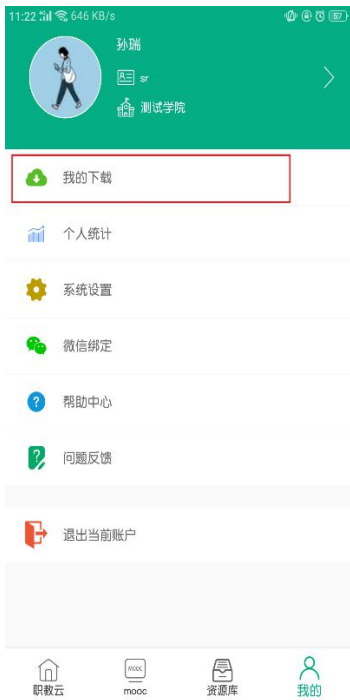 11:22 646 KB/s 57
孙瑞
sr
测试学院
我的下载
个人统计
系统设置
微信绑定
帮助中心
问题反馈
退出当前账户
MOOC
职教云 mooc 资源库 我的